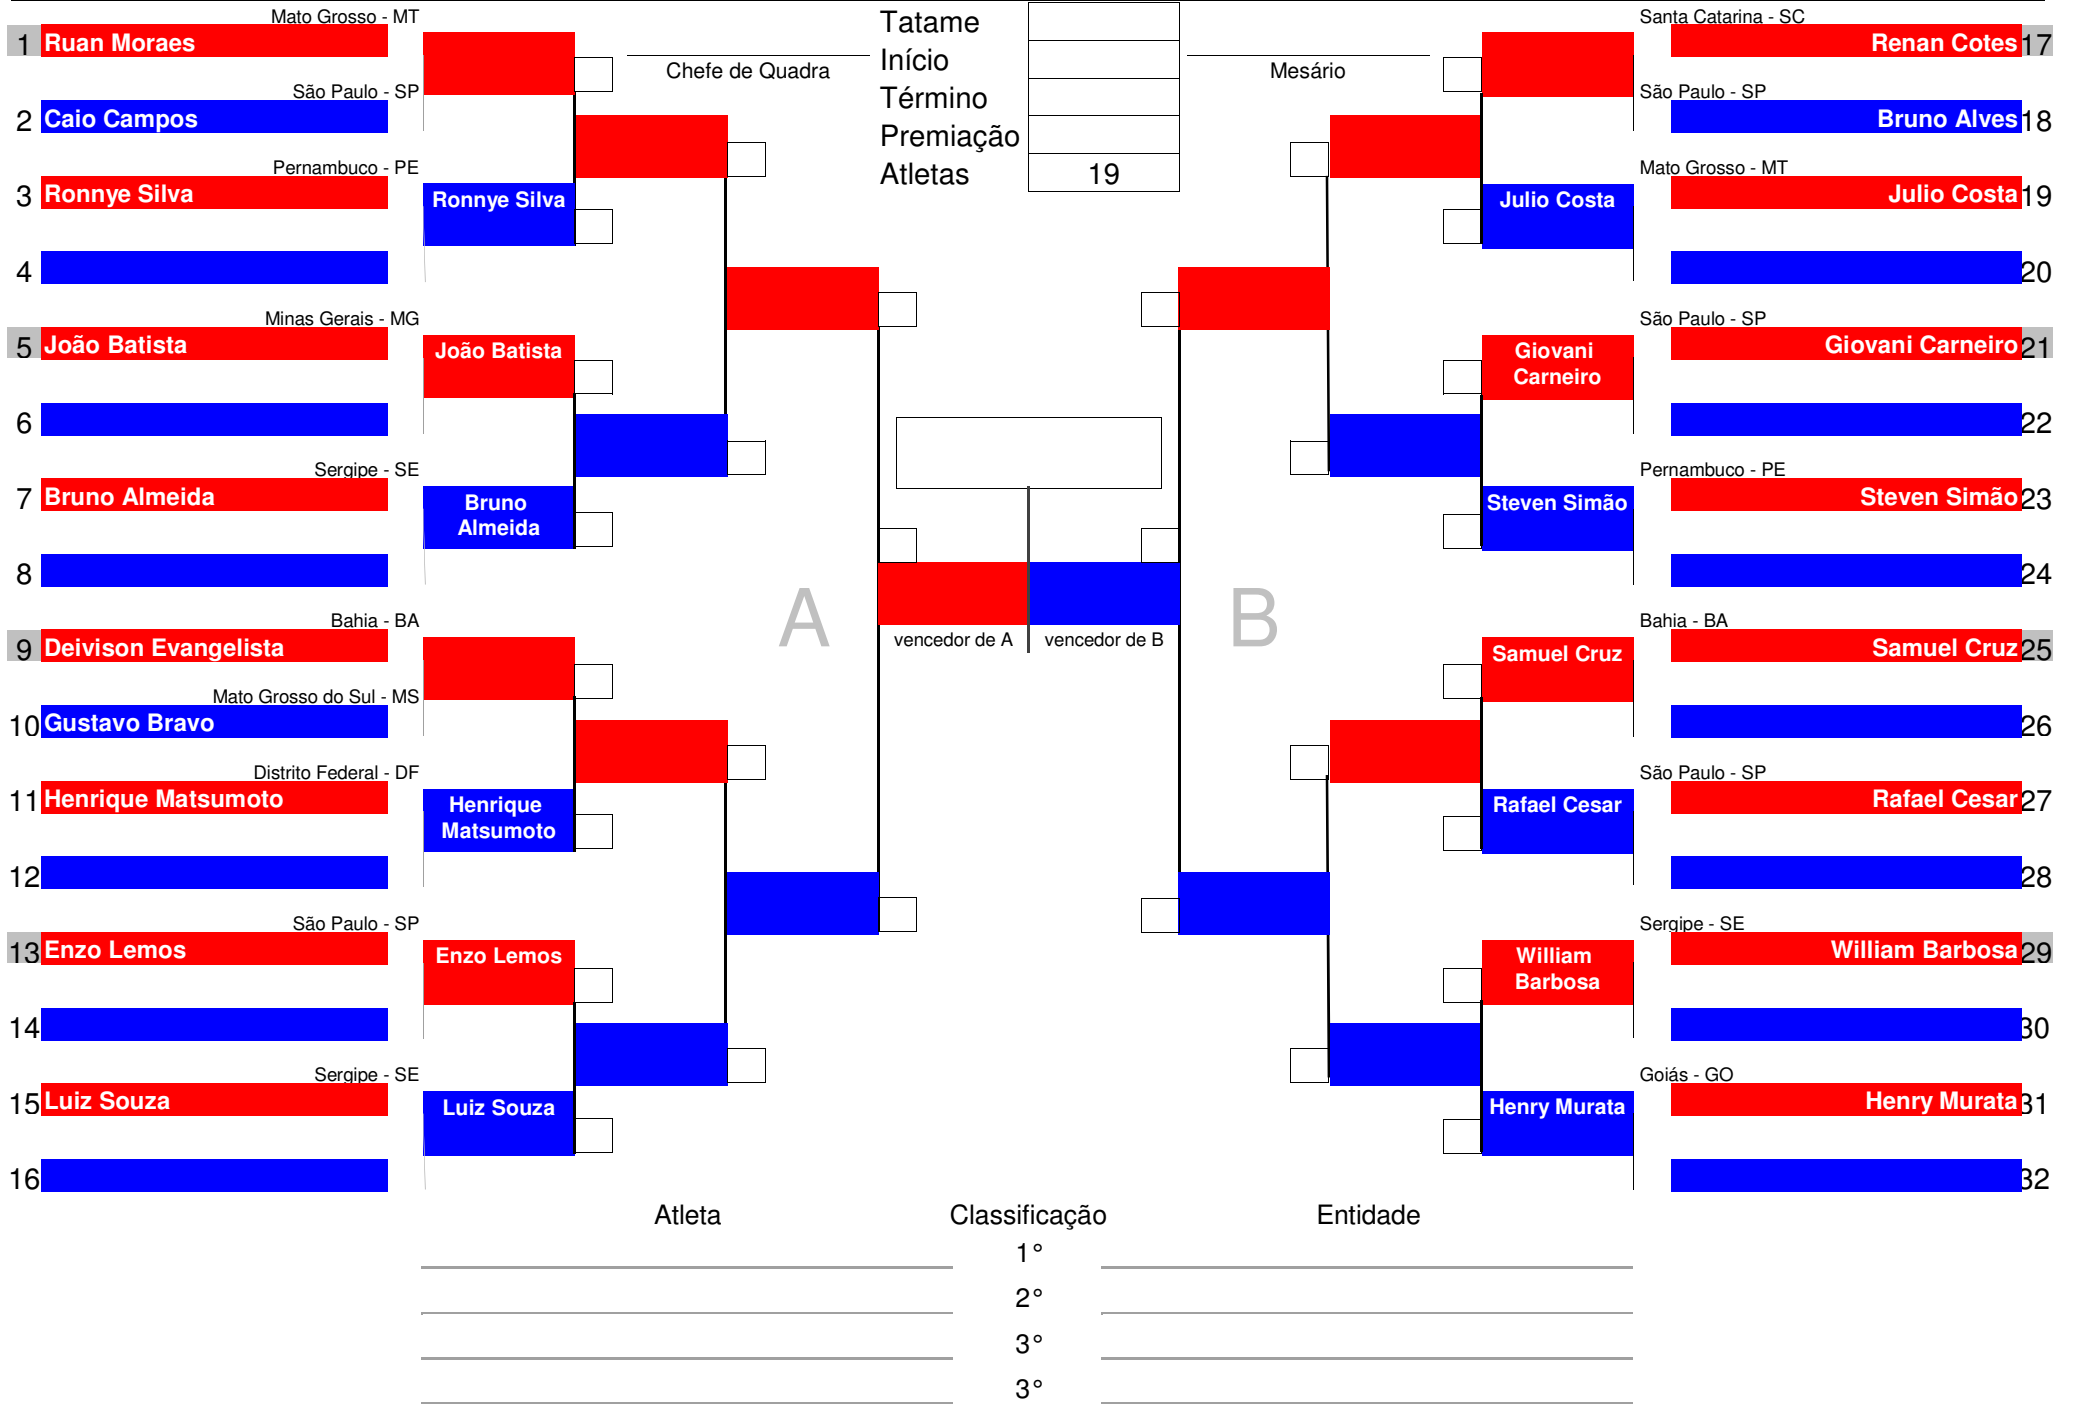 Tatame
Início
Término
Premiação
Atletas 19
Chefe de Quadra
Mesário
Mato Grosso - MT
1 Ruan Moraes
São Paulo - SP
2 Caio Campos
Pernambuco - PE
3 Ronnye Silva
4
Minas Gerais - MG
5 João Batista
6
Sergipe - SE
7 Bruno Almeida
8
Bahia - BA
9 Deivison Evangelista
Mato Grosso do Sul - MS
10 Gustavo Bravo
Distrito Federal - DF
11 Henrique Matsumoto
12
São Paulo - SP
13 Enzo Lemos
14
Sergipe - SE
15 Luiz Souza
16
Ronnye Silva
João Batista
Bruno
Almeida
Henrique
Matsumoto
Enzo Lemos
Luiz Souza
A
vencedor de A
vencedor de B
B
Julio Costa
Giovani
Carneiro
Steven Simão
Samuel Cruz
Rafael Cesar
William
Barbosa
Henry Murata
Santa Catarina - SC
Renan Cotes 17
São Paulo - SP
Bruno Alves 18
Mato Grosso - MT
Julio Costa 19
20
São Paulo - SP
Giovani Carneiro 21
22
Pernambuco - PE
Steven Simão 23
24
Bahia - BA
Samuel Cruz 25
26
São Paulo - SP
Rafael Cesar 27
28
Sergipe - SE
William Barbosa 29
30
Goiás - GO
Henry Murata 31
32
Atleta Classificação Entidade
1°
2°
3°
3°